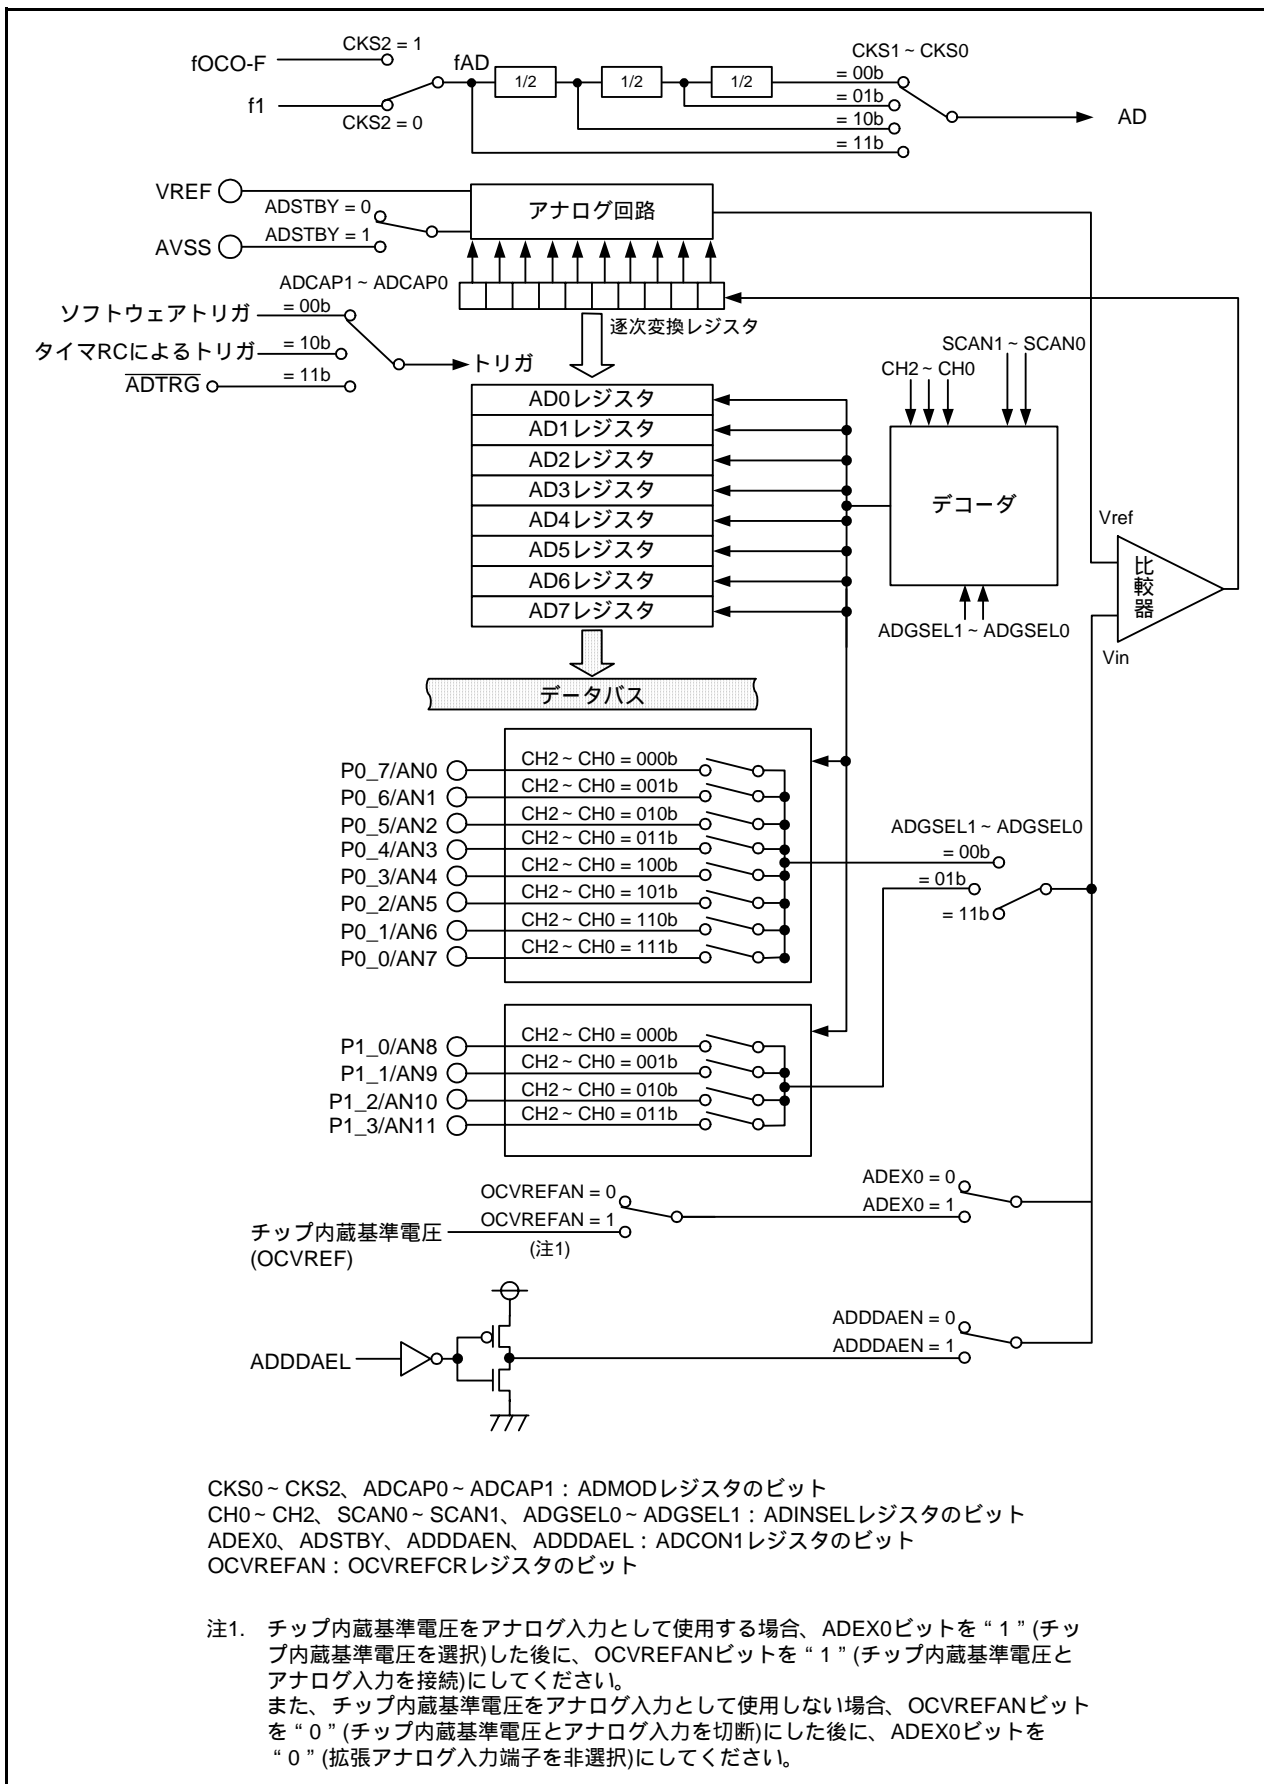 fOCO-F
CKS2 = 1
f1
CKS2 = 0
fAD
1/2
1/2
1/2
CKS1 ~ CKS0
= 00b
= 01b
= 10b
= 11b
AD
VREF
AVSS
ADSTBY = 0
ADSTBY = 1
アナログ回路
逐次変換レジスタ
ADCAP1 ~ ADCAP0
ソフトウェアトリガ
= 00b
タイマRCによるトリガ
= 10b
ADTRG
= 11b
トリガ
AD0レジスタ
AD1レジスタ
AD2レジスタ
AD3レジスタ
AD4レジスタ
AD5レジスタ
AD6レジスタ
AD7レジスタ
データバス
SCAN1 ~ SCAN0
CH2 ~ CH0
デコーダ
ADGSEL1 ~ ADGSEL0
Vref
比較器
Vin
P0_7/AN0
CH2 ~ CH0 = 000b
P0_6/AN1
CH2 ~ CH0 = 001b
P0_5/AN2
CH2 ~ CH0 = 010b
P0_4/AN3
CH2 ~ CH0 = 011b
P0_3/AN4
CH2 ~ CH0 = 100b
P0_2/AN5
CH2 ~ CH0 = 101b
P0_1/AN6
CH2 ~ CH0 = 110b
P0_0/AN7
CH2 ~ CH0 = 111b
ADGSEL1 ~ ADGSEL0
= 00b
= 01b
= 11b
P1_0/AN8
CH2 ~ CH0 = 000b
P1_1/AN9
CH2 ~ CH0 = 001b
P1_2/AN10
CH2 ~ CH0 = 010b
P1_3/AN11
CH2 ~ CH0 = 011b
チップ内蔵基準電圧
(OCVREF)
OCVREFAN = 0
OCVREFAN = 1
(注1)
ADEX0 = 0
ADEX0 = 1
ADDDAEL
ADDDAEN = 0
ADDDAEN = 1
CKS0 ~ CKS2、ADCAP0 ~ ADCAP1 : ADMODレジスタのビット
CH0 ~ CH2、SCAN0 ~ SCAN1、ADGSEL0 ~ ADGSEL1 : ADINSELレジスタのビット
ADEX0、ADSTBY、ADDDAEN、ADDDAEL : ADCON1レジスタのビット
OCVREFAN : OCVREFCRレジスタのビット
注1. チップ内蔵基準電圧をアナログ入力として使用する場合、ADEX0ビットを“ 1 ” (チッ
プ内蔵基準電圧を選択)した後に、OCVREFANビットを“ 1 ” (チップ内蔵基準電圧と
アナログ入力を接続)にしてください。
また、チップ内蔵基準電圧をアナログ入力として使用しない場合、OCVREFANビット
を“ 0 ” (チップ内蔵基準電圧とアナログ入力を切断)にした後に、ADEX0ビットを
“ 0 ” (拡張アナログ入力端子を非選択)にしてください。